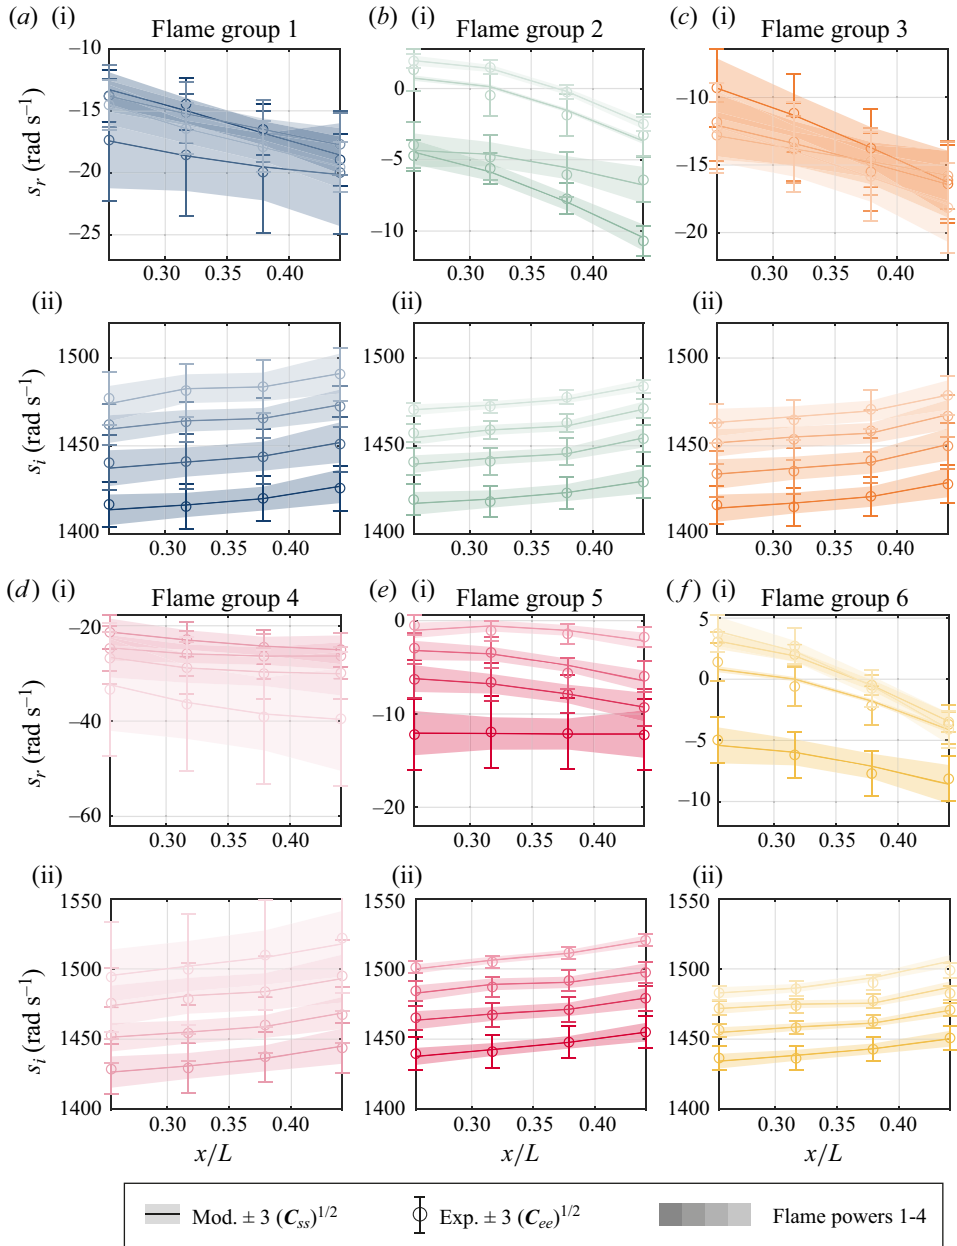 (a) (i) Flame group 1
(b) (i) Flame group 2
(c) (i) Flame group 3
−10
−15
−20
−25
s_r (rad s⁻¹)
0.30 0.35 0.40
0
−5
−10
0.30 0.35 0.40
−10
−15
−20
0.30 0.35 0.40
(ii)
(ii)
(ii)
1500
1450
1400
s_i (rad s⁻¹)
0.30 0.35 0.40
1500
1450
1400
0.30 0.35 0.40
1500
1450
1400
0.30 0.35 0.40
(d) (i) Flame group 4
(e) (i) Flame group 5
(f) (i) Flame group 6
−20
−40
−60
s_r (rad s⁻¹)
0.30 0.35 0.40
0
−10
−20
0.30 0.35 0.40
5
0
−5
−10
0.30 0.35 0.40
(ii)
(ii)
(ii)
1550
1500
1450
1400
s_i (rad s⁻¹)
0.30 0.35 0.40
x/L
1550
1500
1450
1400
0.30 0.35 0.40
x/L
1550
1500
1450
1400
0.30 0.35 0.40
x/L
Mod. ± 3 (C_ss)^1/2
Exp. ± 3 (C_ee)^1/2
Flame powers 1-4